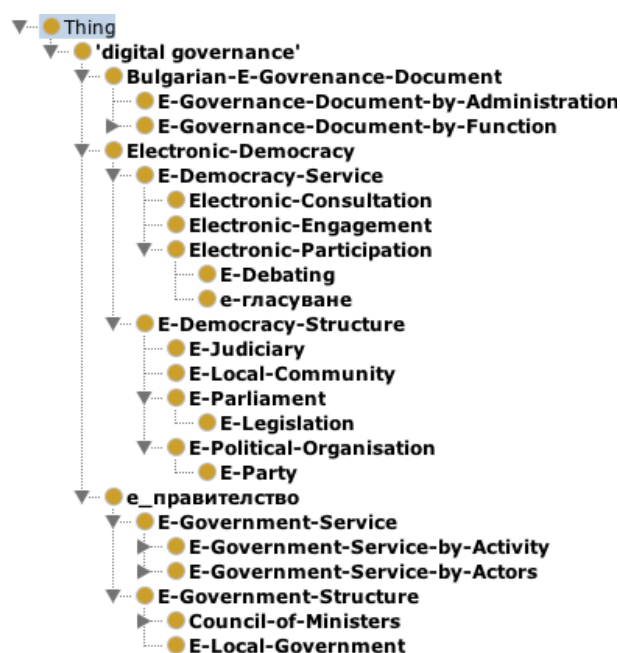 Thing
'digital governance'
Bulgarian-E-Govrenance-Document
E-Governance-Document-by-Administration
E-Governance-Document-by-Function
Electronic-Democracy
E-Democracy-Service
Electronic-Consultation
Electronic-Engagement
Electronic-Participation
E-Debating
е-гласуване
E-Democracy-Structure
E-Judiciary
E-Local-Community
E-Parliament
E-Legislation
E-Political-Organisation
E-Party
е_правителство
E-Government-Service
E-Government-Service-by-Activity
E-Government-Service-by-Actors
E-Government-Structure
Council-of-Ministers
E-Local-Government